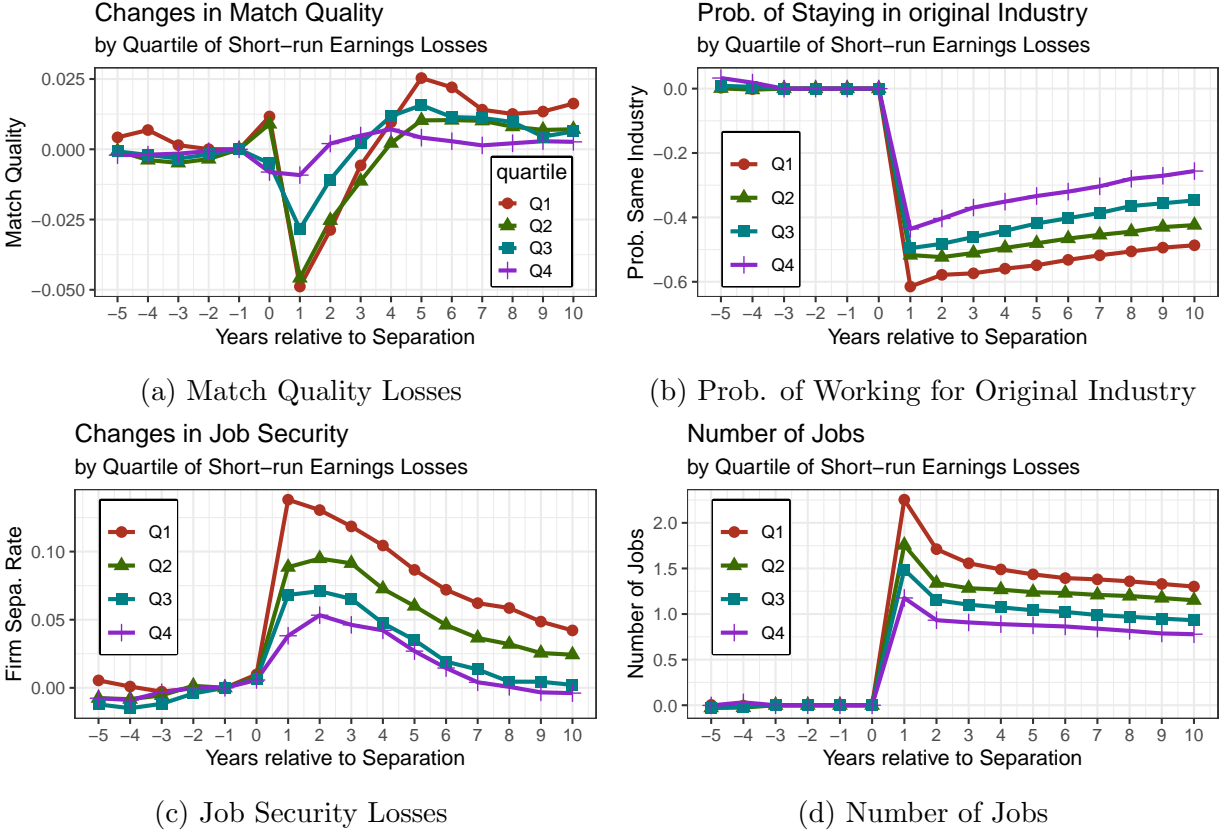 Changes in Match Quality
by Quartile of Short−run Earnings Losses
Match Quality
0.025
0.000
−0.025
−0.050
quartile
Q1
Q2
Q3
Q4
−5 −4 −3 −2 −1 0 1 2 3 4 5 6 7 8 9 10
Years relative to Separation
(a) Match Quality Losses
Prob. of Staying in original Industry
by Quartile of Short−run Earnings Losses
Prob. Same Industry
0.0
−0.2
−0.4
−0.6
Q1
Q2
Q3
Q4
−5 −4 −3 −2 −1 0 1 2 3 4 5 6 7 8 9 10
Years relative to Separation
(b) Prob. of Working for Original Industry
Changes in Job Security
by Quartile of Short−run Earnings Losses
Firm Sepa. Rate
0.10
0.05
0.00
Q1
Q2
Q3
Q4
−5 −4 −3 −2 −1 0 1 2 3 4 5 6 7 8 9 10
Years relative to Separation
(c) Job Security Losses
Number of Jobs
by Quartile of Short−run Earnings Losses
Number of Jobs
2.0
1.5
1.0
0.5
0.0
Q1
Q2
Q3
Q4
−5 −4 −3 −2 −1 0 1 2 3 4 5 6 7 8 9 10
Years relative to Separation
(d) Number of Jobs